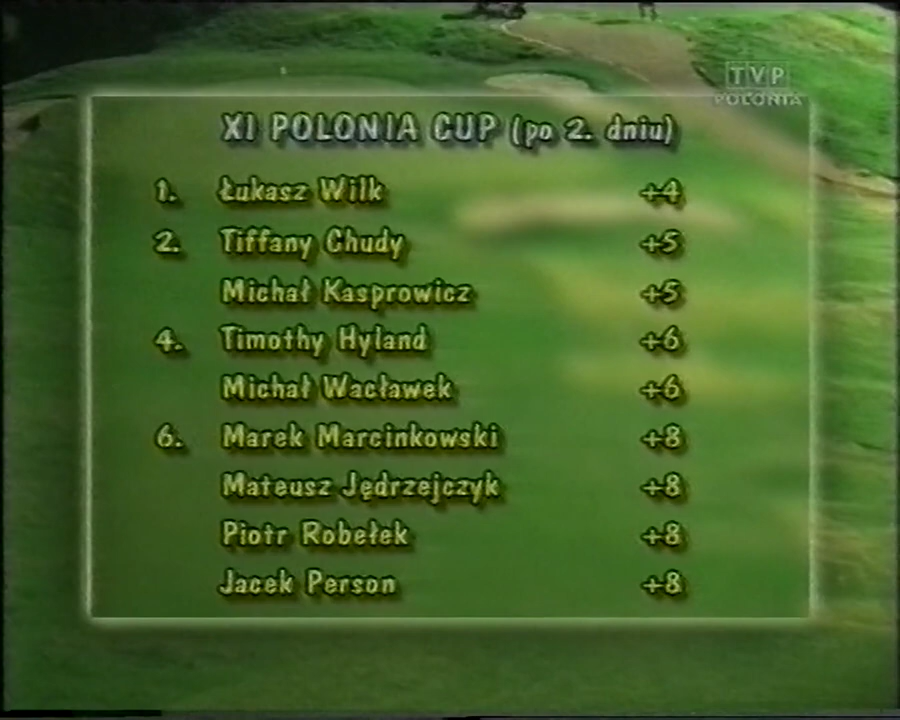 TVP
POLONIA
XI POLONIA CUP (po 2. dniu)
1. Łukasz Wilk +4
2. Tiffany Chudy +5
Michał Kasprowicz +5
4. Timothy Hyland +6
Michał Wacławek +6
6. Marek Marcinkowski +8
Mateusz Jędrzejczyk +8
Piotr Robełek +8
Jacek Person +8